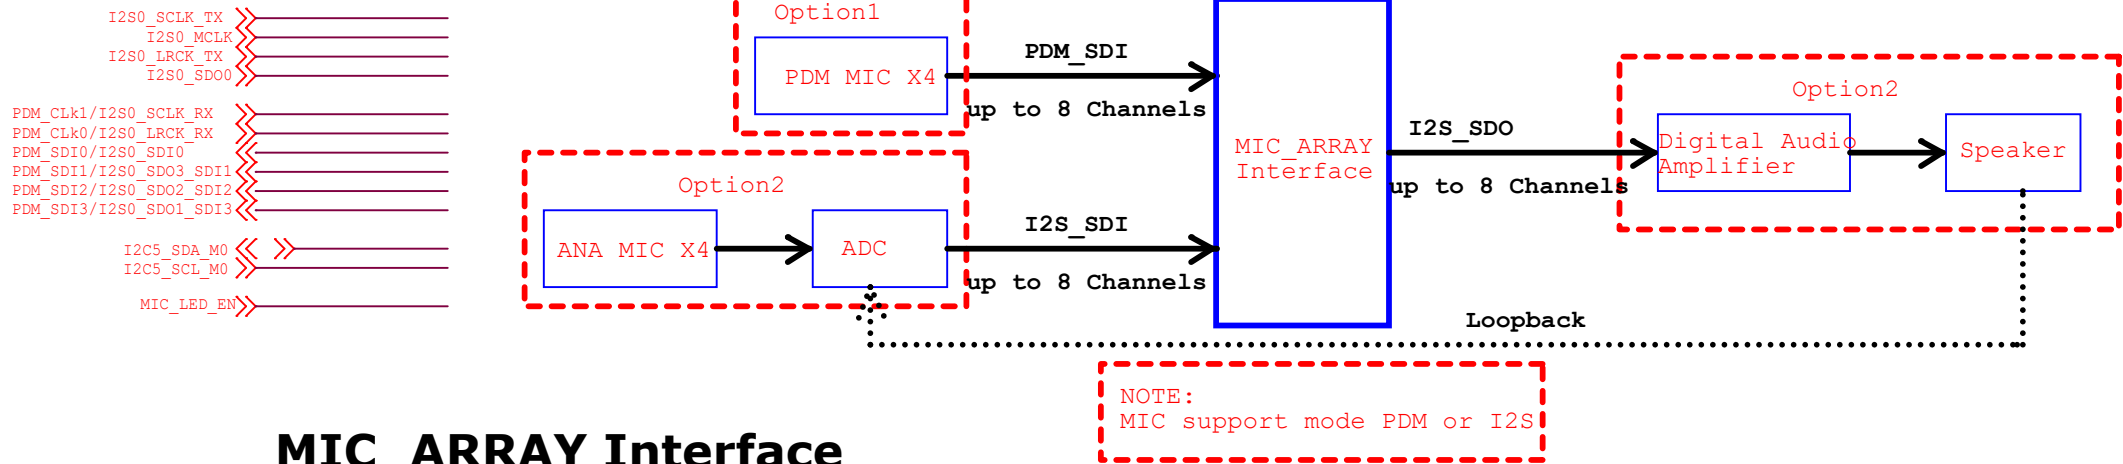 I2S0_SCLK_TX
I2S0_MCLK
I2S0_LRCK_TX
I2S0_SDO0
PDM_CLk1/I2S0_SCLK_RX
PDM_CLk0/I2S0_LRCK_RX
PDM_SDI0/I2S0_SDI0
PDM_SDI1/I2S0_SDO3_SDI1
PDM_SDI2/I2S0_SDO2_SDI2
PDM_SDI3/I2S0_SDO1_SDI3
I2C5_SDA_M0
I2C5_SCL_M0
MIC_LED_EN
Option1
PDM MIC X4
PDM_SDI
up to 8 Channels
Option2
ANA MIC X4
ADC
I2S_SDI
up to 8 Channels
MIC_ARRAY
Interface
I2S_SDO
up to 8 Channels
Option2
Digital Audio
Amplifier
Speaker
Loopback
NOTE:
MIC support mode PDM or I2S
MIC_ARRAY Interface